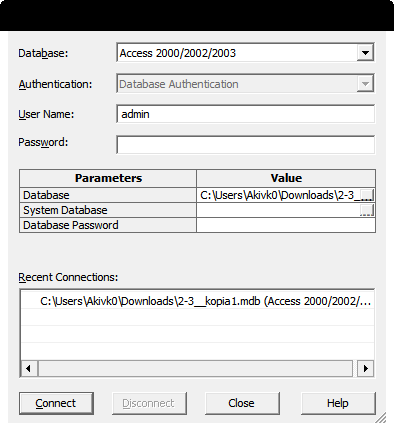 Database: Access 2000/2002/2003
Authentication: Database Authentication
User Name: admin
Password:
Parameters Value
Database C:\Users\Akivk0\Downloads\2-3__ ...
System Database ...
Database Password
Recent Connections:
C:\Users\Akivk0\Downloads\2-3__kopia1.mdb (Access 2000/2002/...
Connect Disconnect Close Help